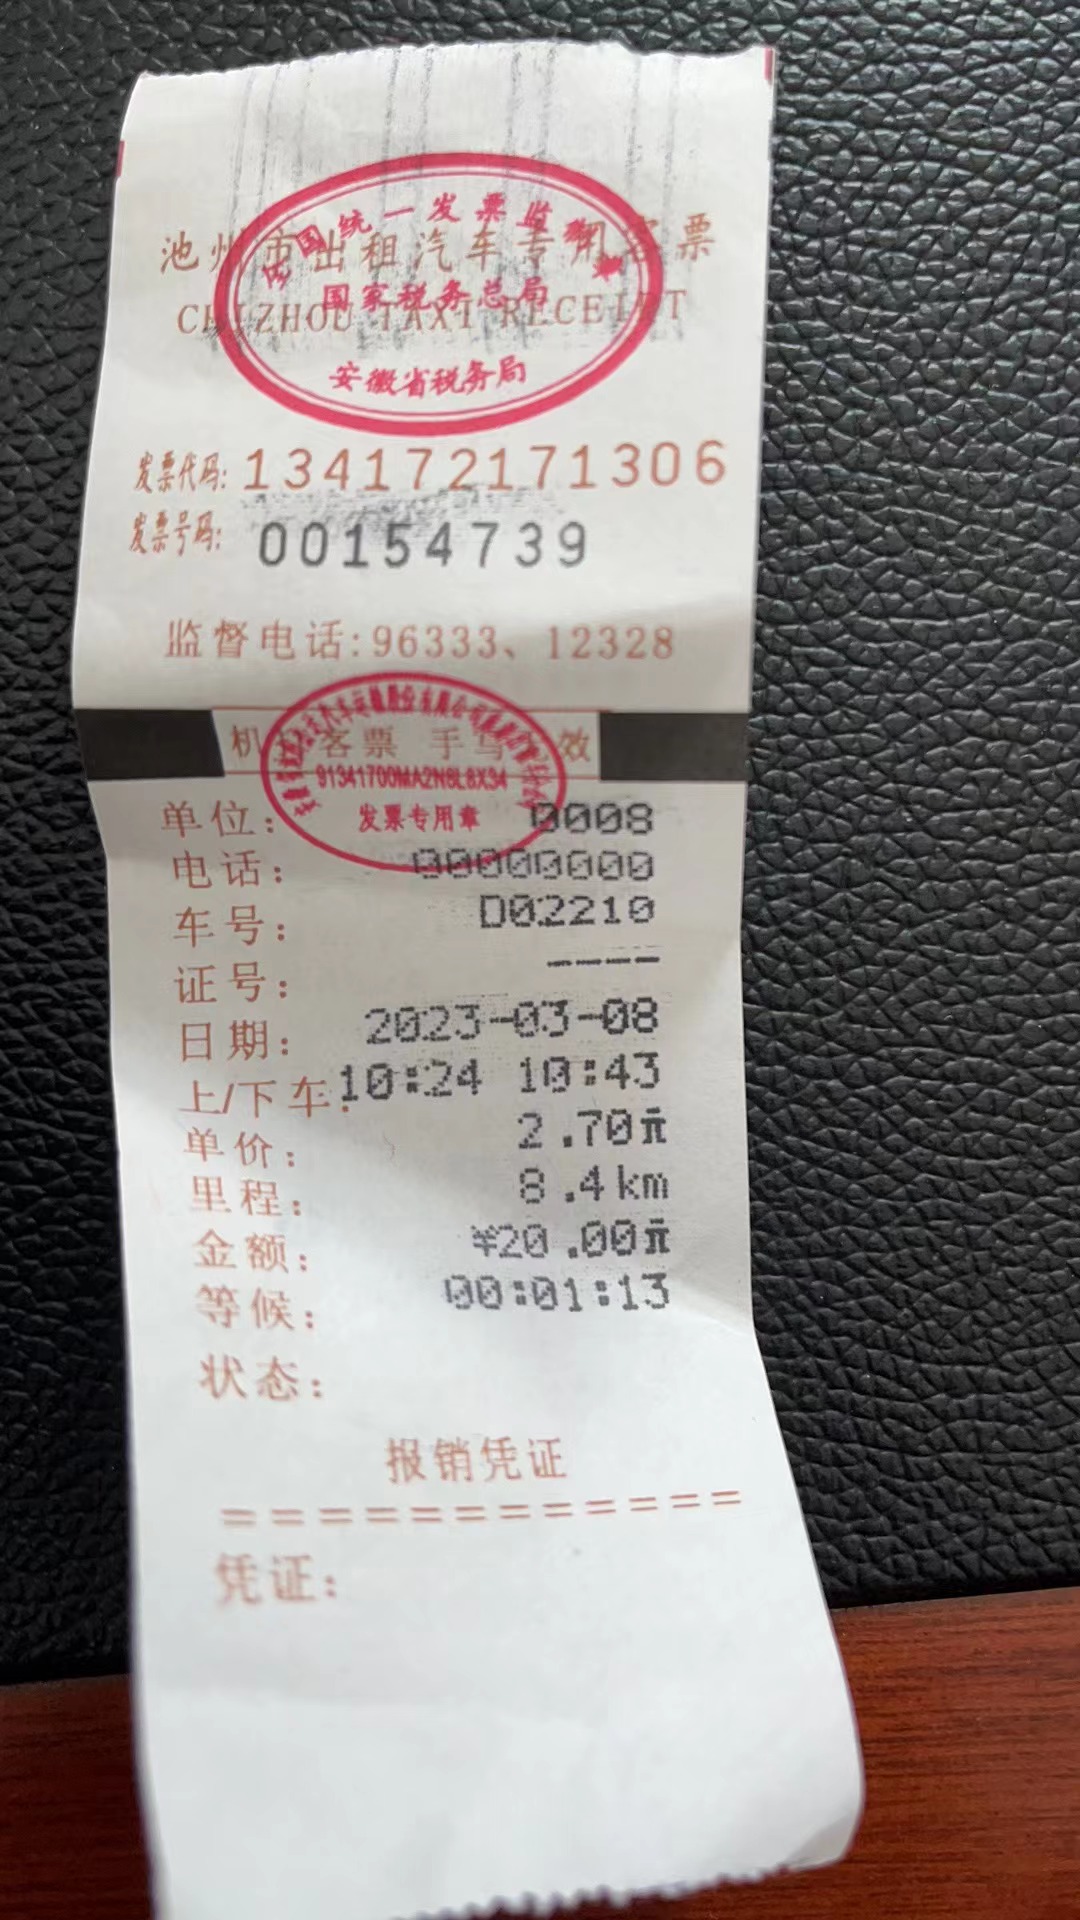 全国统一发票监制章
池州市出租汽车专用客票
国家税务总局
CHIZHOU TAXI RECEIPT
安徽省税务局
发票代码:134172171306
发票号码:00154739
监督电话:96333、12328
客票 手写 效
91341700MA2N8L8X34
发票专用章
单位: 0008
电话: 00000000
车号: D02210
证号: ----
日期: 2023-03-08
上/下车:10:24 10:43
单价: 2.70元
里程: 8.4km
金额: ¥20.00元
等候: 00:01:13
状态:
报销凭证
===========
凭证: